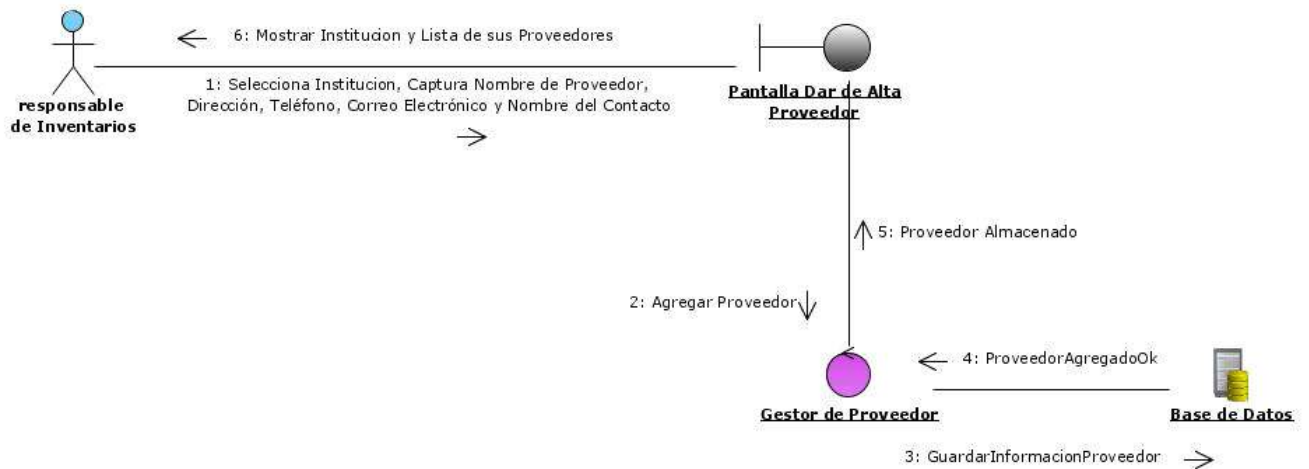 6: Mostrar Institucion y Lista de sus Proveedores
1: Selecciona Institucion, Captura Nombre de Proveedor,
Dirección, Teléfono, Correo Electrónico y Nombre del Contacto
responsable
de Inventarios
Pantalla Dar de Alta
Proveedor
5: Proveedor Almacenado
2: Agregar Proveedor
4: ProveedorAgregadoOk
Gestor de Proveedor
Base de Datos
3: GuardarInformacionProveedor